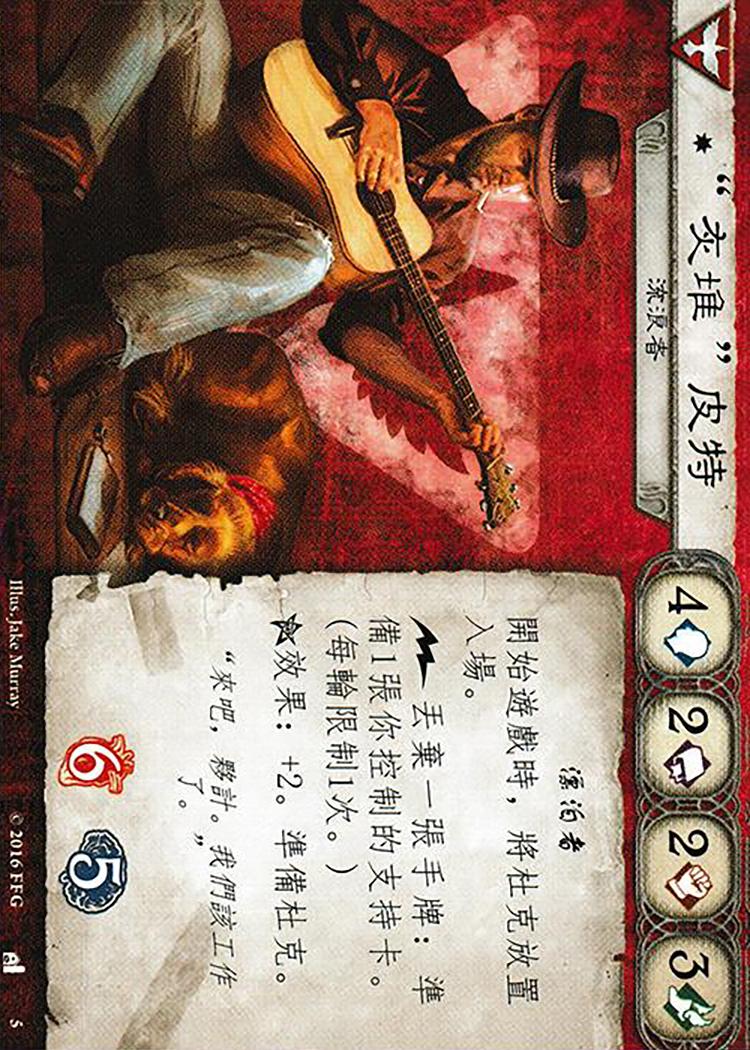 “灰堆”皮特
流浪者
4 2 2 3
漂泊者
開始遊戲時，將杜克放置
入場。
丟棄一張手牌：準
備1張你控制的支持卡。
（每輪限制1次。）
效果：+2。準備杜克。
“來吧，夥計。我們該工作
了。”
6 5
Illus. Jake Murray
© 2016 FFG
5